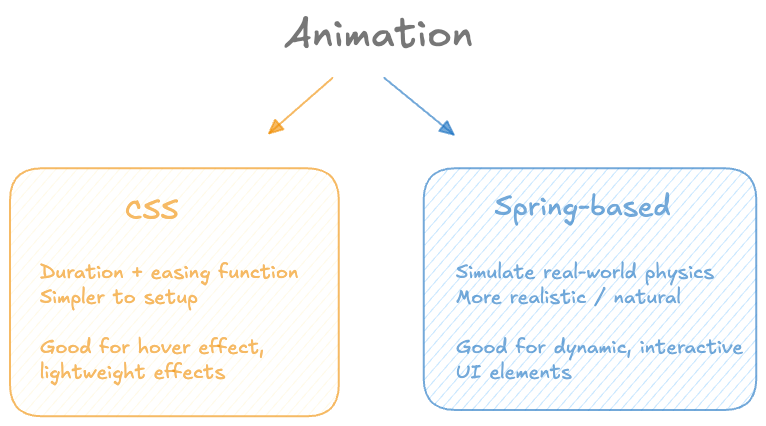 Animation
CSS
Duration + easing function
Simpler to setup
Good for hover effect,
lightweight effects
Spring-based
Simulate real-world physics
More realistic / natural
Good for dynamic, interactive
UI elements